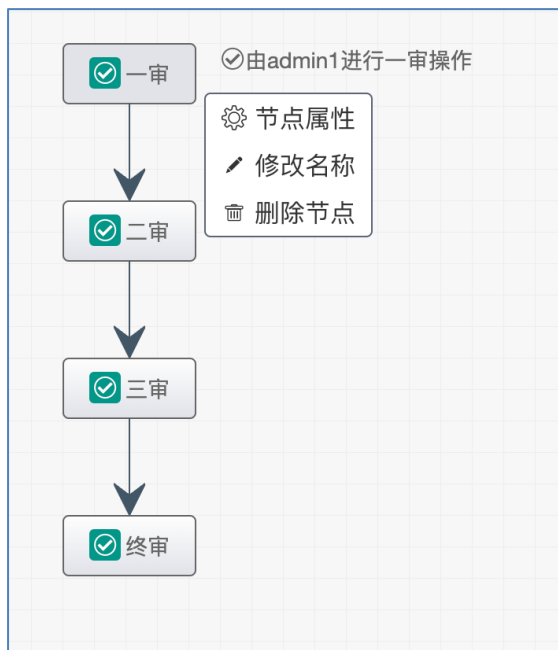 一审
由admin1进行一审操作
节点属性
修改名称
删除节点
二审
三审
终审